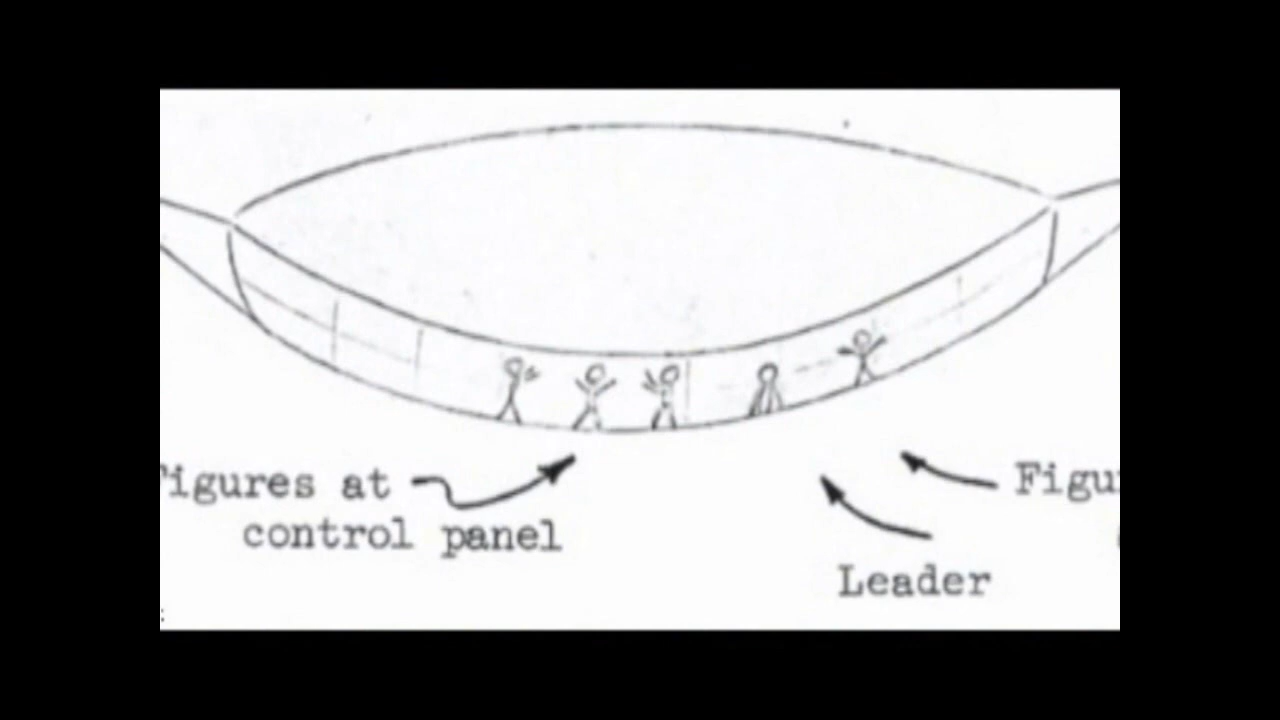 igures at
control panel
Figu
Leader